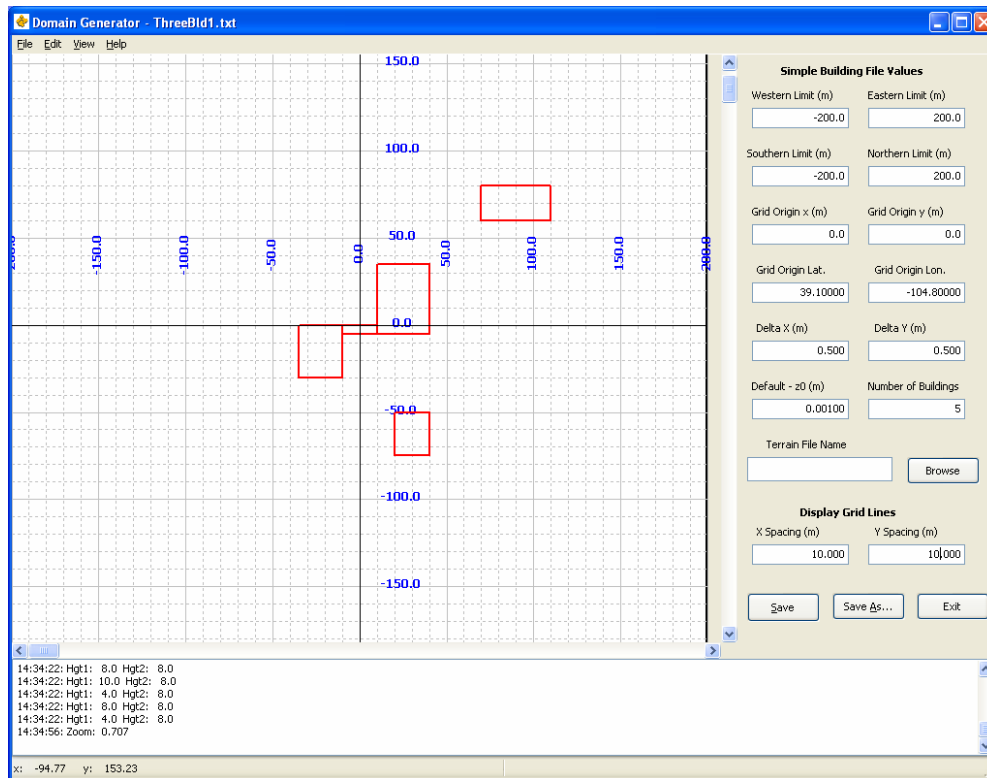 Domain Generator - ThreeBld1.txt
File Edit View Help
150.0
100.0
50.0
0.0
-50.0
-100.0
-150.0
-150.0
-100.0
-50.0
0.0
50.0
100.0
150.0
200.0
Simple Building File Values
Western Limit (m) Eastern Limit (m)
-200.0 200.0
Southern Limit (m) Northern Limit (m)
-200.0 200.0
Grid Origin x (m) Grid Origin y (m)
0.0 0.0
Grid Origin Lat. Grid Origin Lon.
39.10000 -104.80000
Delta X (m) Delta Y (m)
0.500 0.500
Default - z0 (m) Number of Buildings
0.00100 5
Terrain File Name
Browse
Display Grid Lines
X Spacing (m) Y Spacing (m)
10.000 10.000
Save Save As... Exit
14:34:22: Hgt1: 8.0 Hgt2: 8.0
14:34:22: Hgt1: 10.0 Hgt2: 8.0
14:34:22: Hgt1: 4.0 Hgt2: 8.0
14:34:22: Hgt1: 8.0 Hgt2: 8.0
14:34:22: Hgt1: 4.0 Hgt2: 8.0
14:34:56: Zoom: 0.707
x: -94.77 y: 153.23